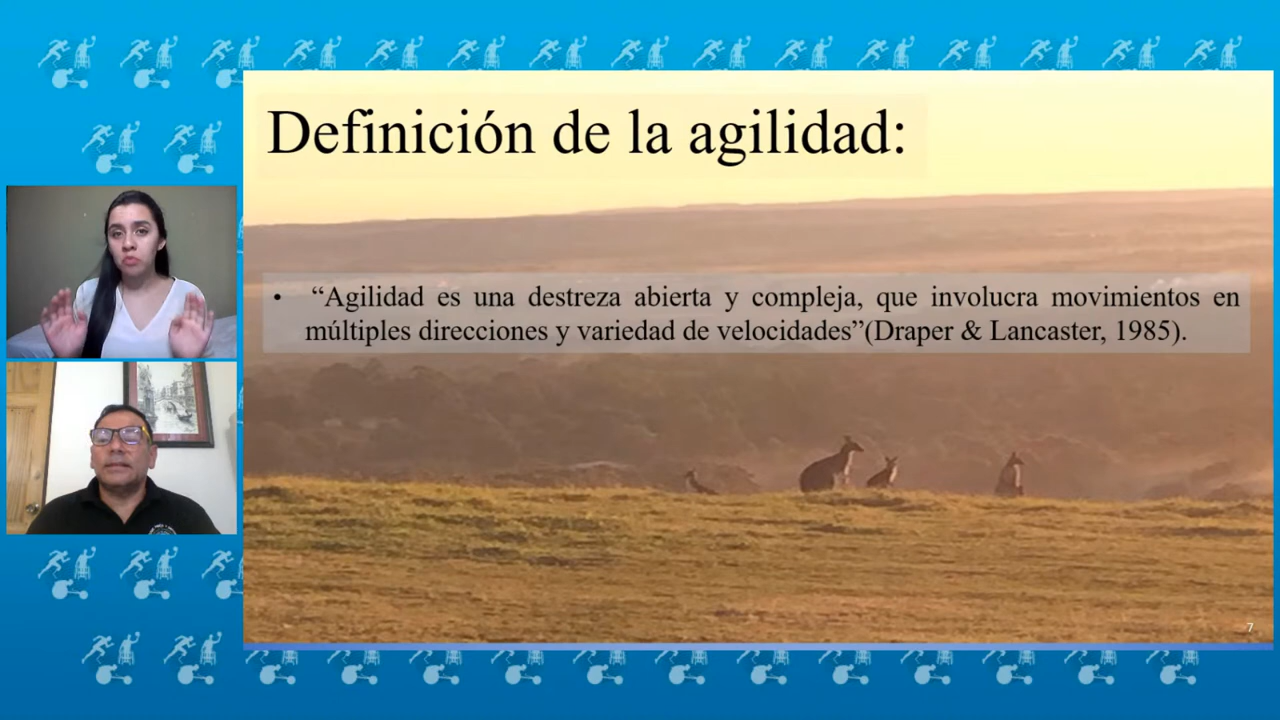 Definición de la agilidad:
• “Agilidad es una destreza abierta y compleja, que involucra movimientos en
múltiples direcciones y variedad de velocidades”(Draper & Lancaster, 1985).
7